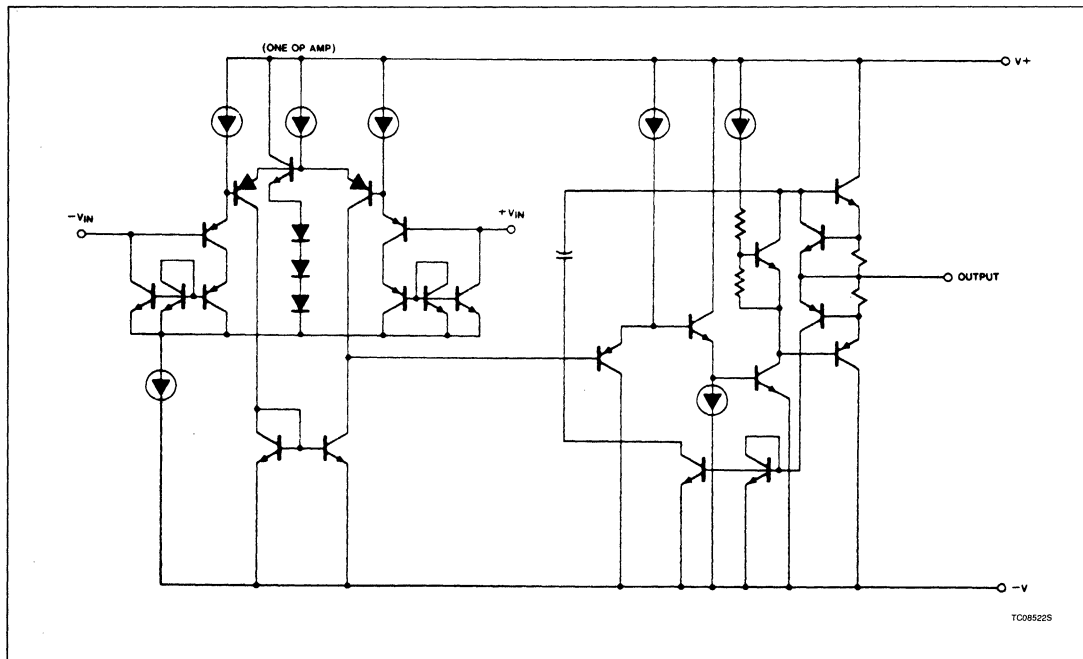 (ONE OP AMP)
V+
-VIN
+VIN
OUTPUT
-V
TC08522S